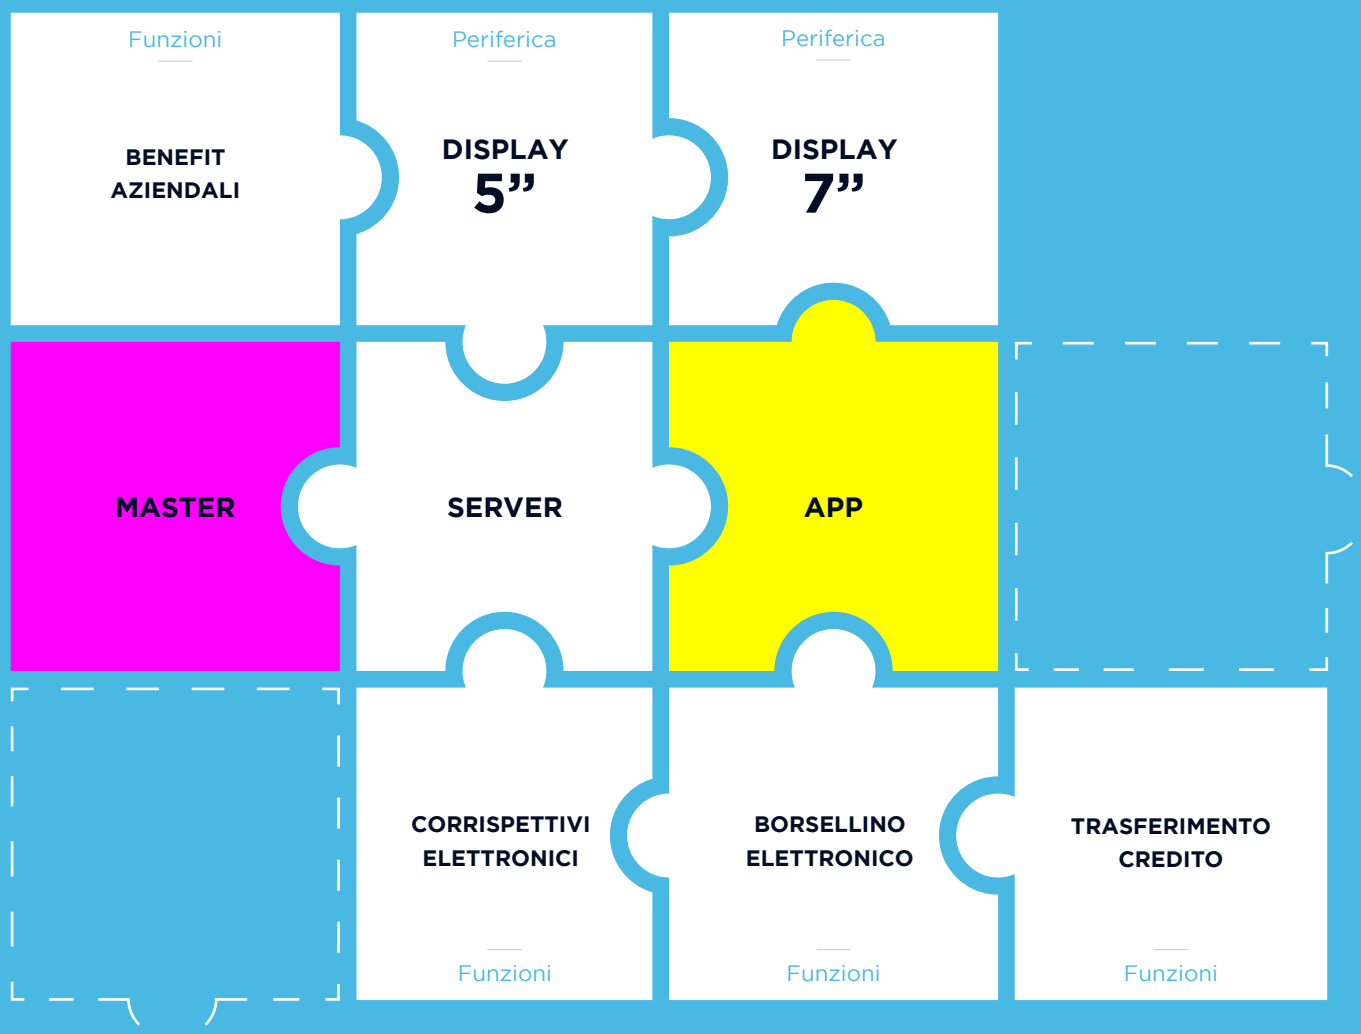 Funzioni
BENEFIT
AZIENDALI
Periferica
DISPLAY
5”
Periferica
DISPLAY
7”
MASTER
SERVER
APP
CORRISPETTIVI
ELETTRONICI
Funzioni
BORSELLINO
ELETTRONICO
Funzioni
TRASFERIMENTO
CREDITO
Funzioni